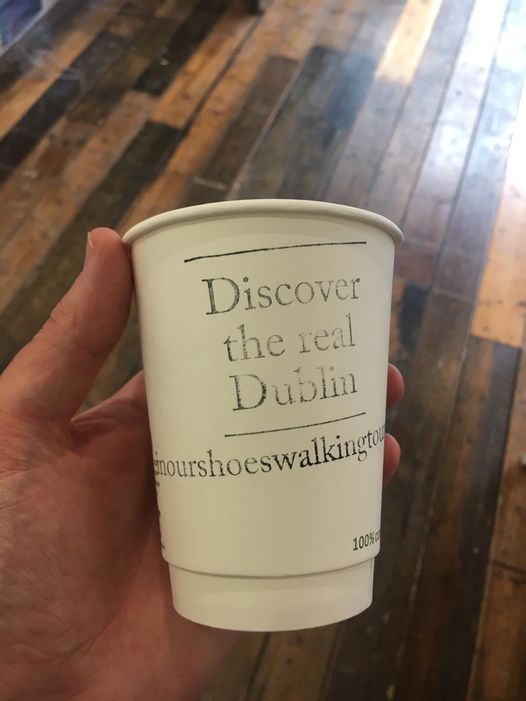 Discover
the real
Dublin
inourshoeswalkingtou
100%